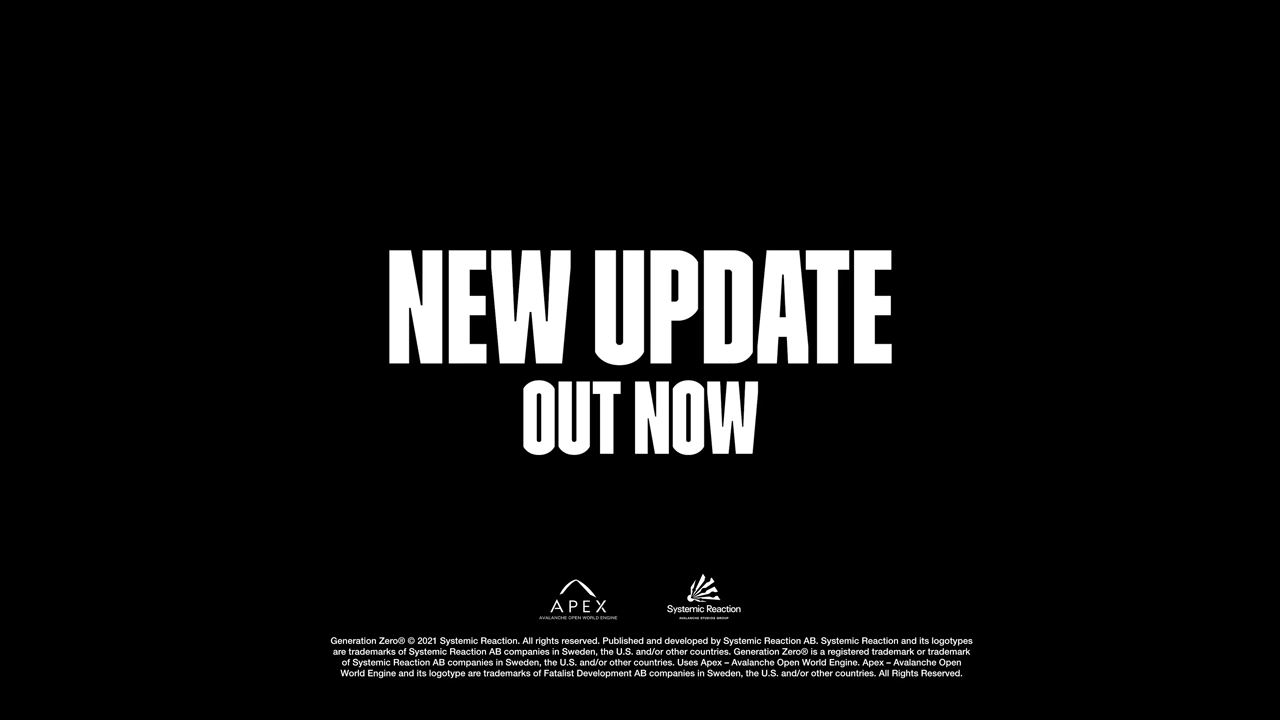 NEW UPDATE
OUT NOW
APEX
AVALANCHE OPEN WORLD ENGINE
Systemic Reaction
AVALANCHE STUDIOS GROUP
Generation Zero® © 2021 Systemic Reaction. All rights reserved. Published and developed by Systemic Reaction AB. Systemic Reaction and its logotypes
are trademarks of Systemic Reaction AB companies in Sweden, the U.S. and/or other countries. Generation Zero® is a registered trademark or trademark
of Systemic Reaction AB companies in Sweden, the U.S. and/or other countries. Uses Apex – Avalanche Open World Engine. Apex – Avalanche Open
World Engine and its logotype are trademarks of Fatalist Development AB companies in Sweden, the U.S. and/or other countries. All Rights Reserved.